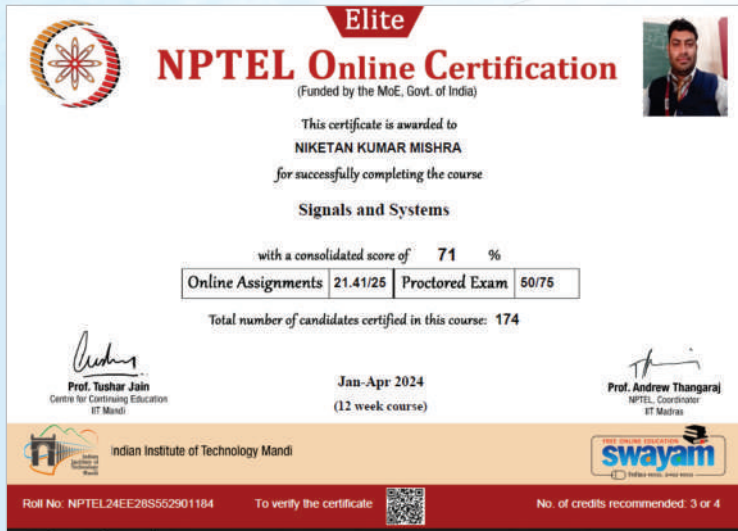 Elite
NPTEL Online Certification
(Funded by the MoE, Govt. of India)
This certificate is awarded to
NIKETAN KUMAR MISHRA
for successfully completing the course
Signals and Systems
with a consolidated score of 71 %
Online Assignments 21.41/25 Proctored Exam 50/75
Total number of candidates certified in this course: 174
Prof. Tushar Jain
Centre for Continuing Education
IIT Mandi
Jan-Apr 2024
(12 week course)
Prof. Andrew Thangaraj
NPTEL, Coordinator
IIT Madras
Indian
Institute of
Technology
Mandi
Indian Institute of Technology Mandi
FREE ONLINE EDUCATION
swayam
Roll No: NPTEL24EE28S552901184 To verify the certificate No. of credits recommended: 3 or 4